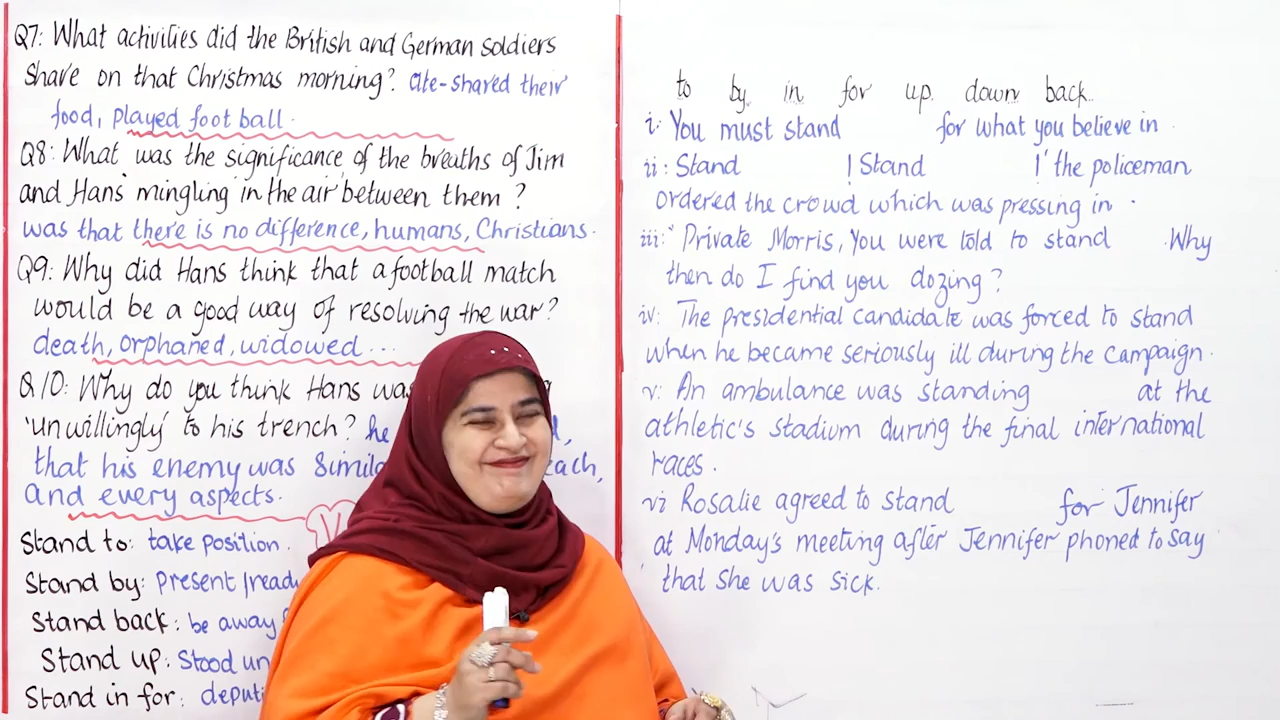 Q7: What activities did the British and German soldiers
share on that Christmas morning? ate-shared their
food, played foot ball.
Q8: What was the significance of the breaths of Jim
and Hans mingling in the air between them ?
was that there is no difference, humans, Christians.
Q9: Why did Hans think that a football match
would be a good way of resolving the war?
death, orphaned, widowed ...
Q10: Why do you think Hans was
'unwillingly' to his trench? he
that his enemy was
and every aspects.
Stand to: take position.
Stand by: Present
Stand back: be away
Stand up: Stood
Stand in for:
to by in for up down back
i: You must stand for what you believe in
ii: Stand ! Stand !' the policeman
ordered the crowd which was pressing in .
iii: "Private Morris, You were told to stand . Why
then do I find you dozing?
iv: The presidential candidate was forced to stand
when he became seriously ill during the campaign.
v: An ambulance was standing at the
athletic's stadium during the final international
races.
vi Rosalie agreed to stand for Jennifer
at Monday's meeting after Jennifer phoned to say
that she was sick.